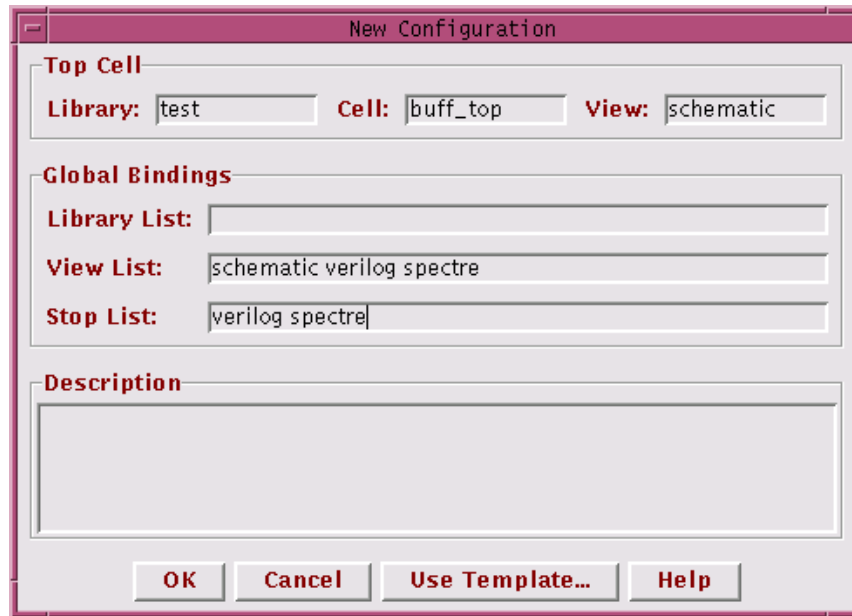 New Configuration
Top Cell
Library: test Cell: buff_top View: schematic
Global Bindings
Library List:
View List: schematic verilog spectre
Stop List: verilog spectre
Description
OK Cancel Use Template... Help